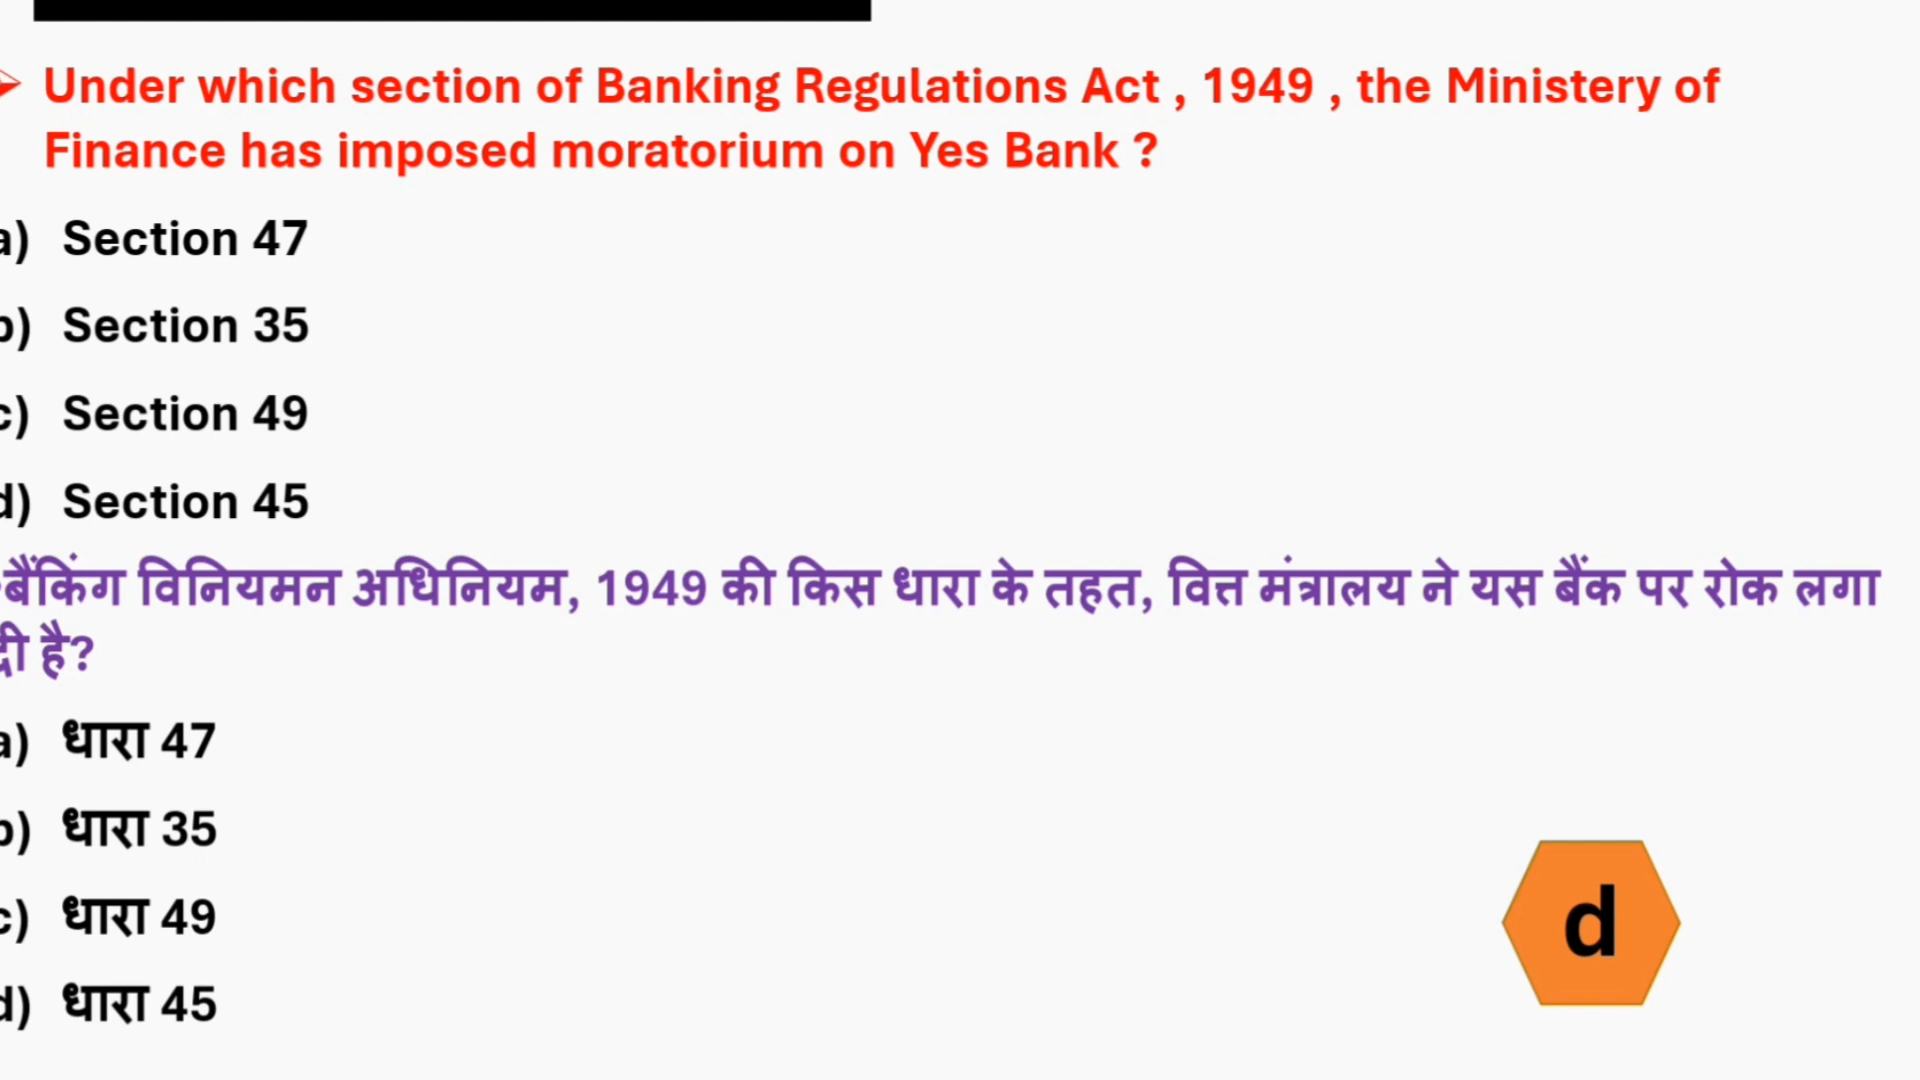 Under which section of Banking Regulations Act , 1949 , the Ministery of
Finance has imposed moratorium on Yes Bank ?
a) Section 47
b) Section 35
c) Section 49
d) Section 45
बैंकिंग विनियमन अधिनियम, 1949 की किस धारा के तहत, वित्त मंत्रालय ने यस बैंक पर रोक लगा
दी है?
a) धारा 47
b) धारा 35
c) धारा 49
d) धारा 45
d